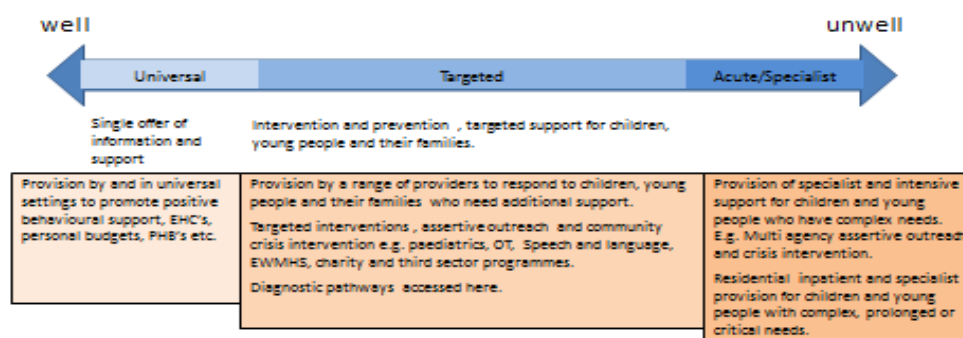 well
unwell
Universal
Targeted
Acute/Specialist
Single offer of
information and
support
Intervention and prevention , targeted support for children,
young people and their families.
Provision by and in universal
settings to promote positive
behavioural support, EHC's,
personal budgets, PHB's etc.
Provision by a range of providers to respond to children, young
people and their families who need additional support.
Targeted interventions , assertive outreach and community
crisis intervention e.g. paediatrics, OT, Speech and language,
EWMHS, charity and third sector programmes.
Diagnostic pathways accessed here.
Provision of specialist and intensive
support for children and young
people who have complex needs.
E.g. Multi agency assertive outreach
and crisis intervention.
Residential inpatient and specialist
provision for children and young
people with complex, prolonged or
critical needs.